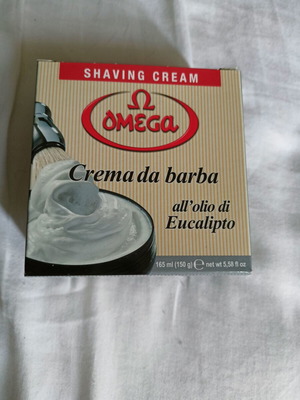 SHAVING CREAM
Ω
OMEGA
Crema da barba
all'olio di
Eucalipto
165 ml (150 g) ℮ net wt 5,58 fl oz